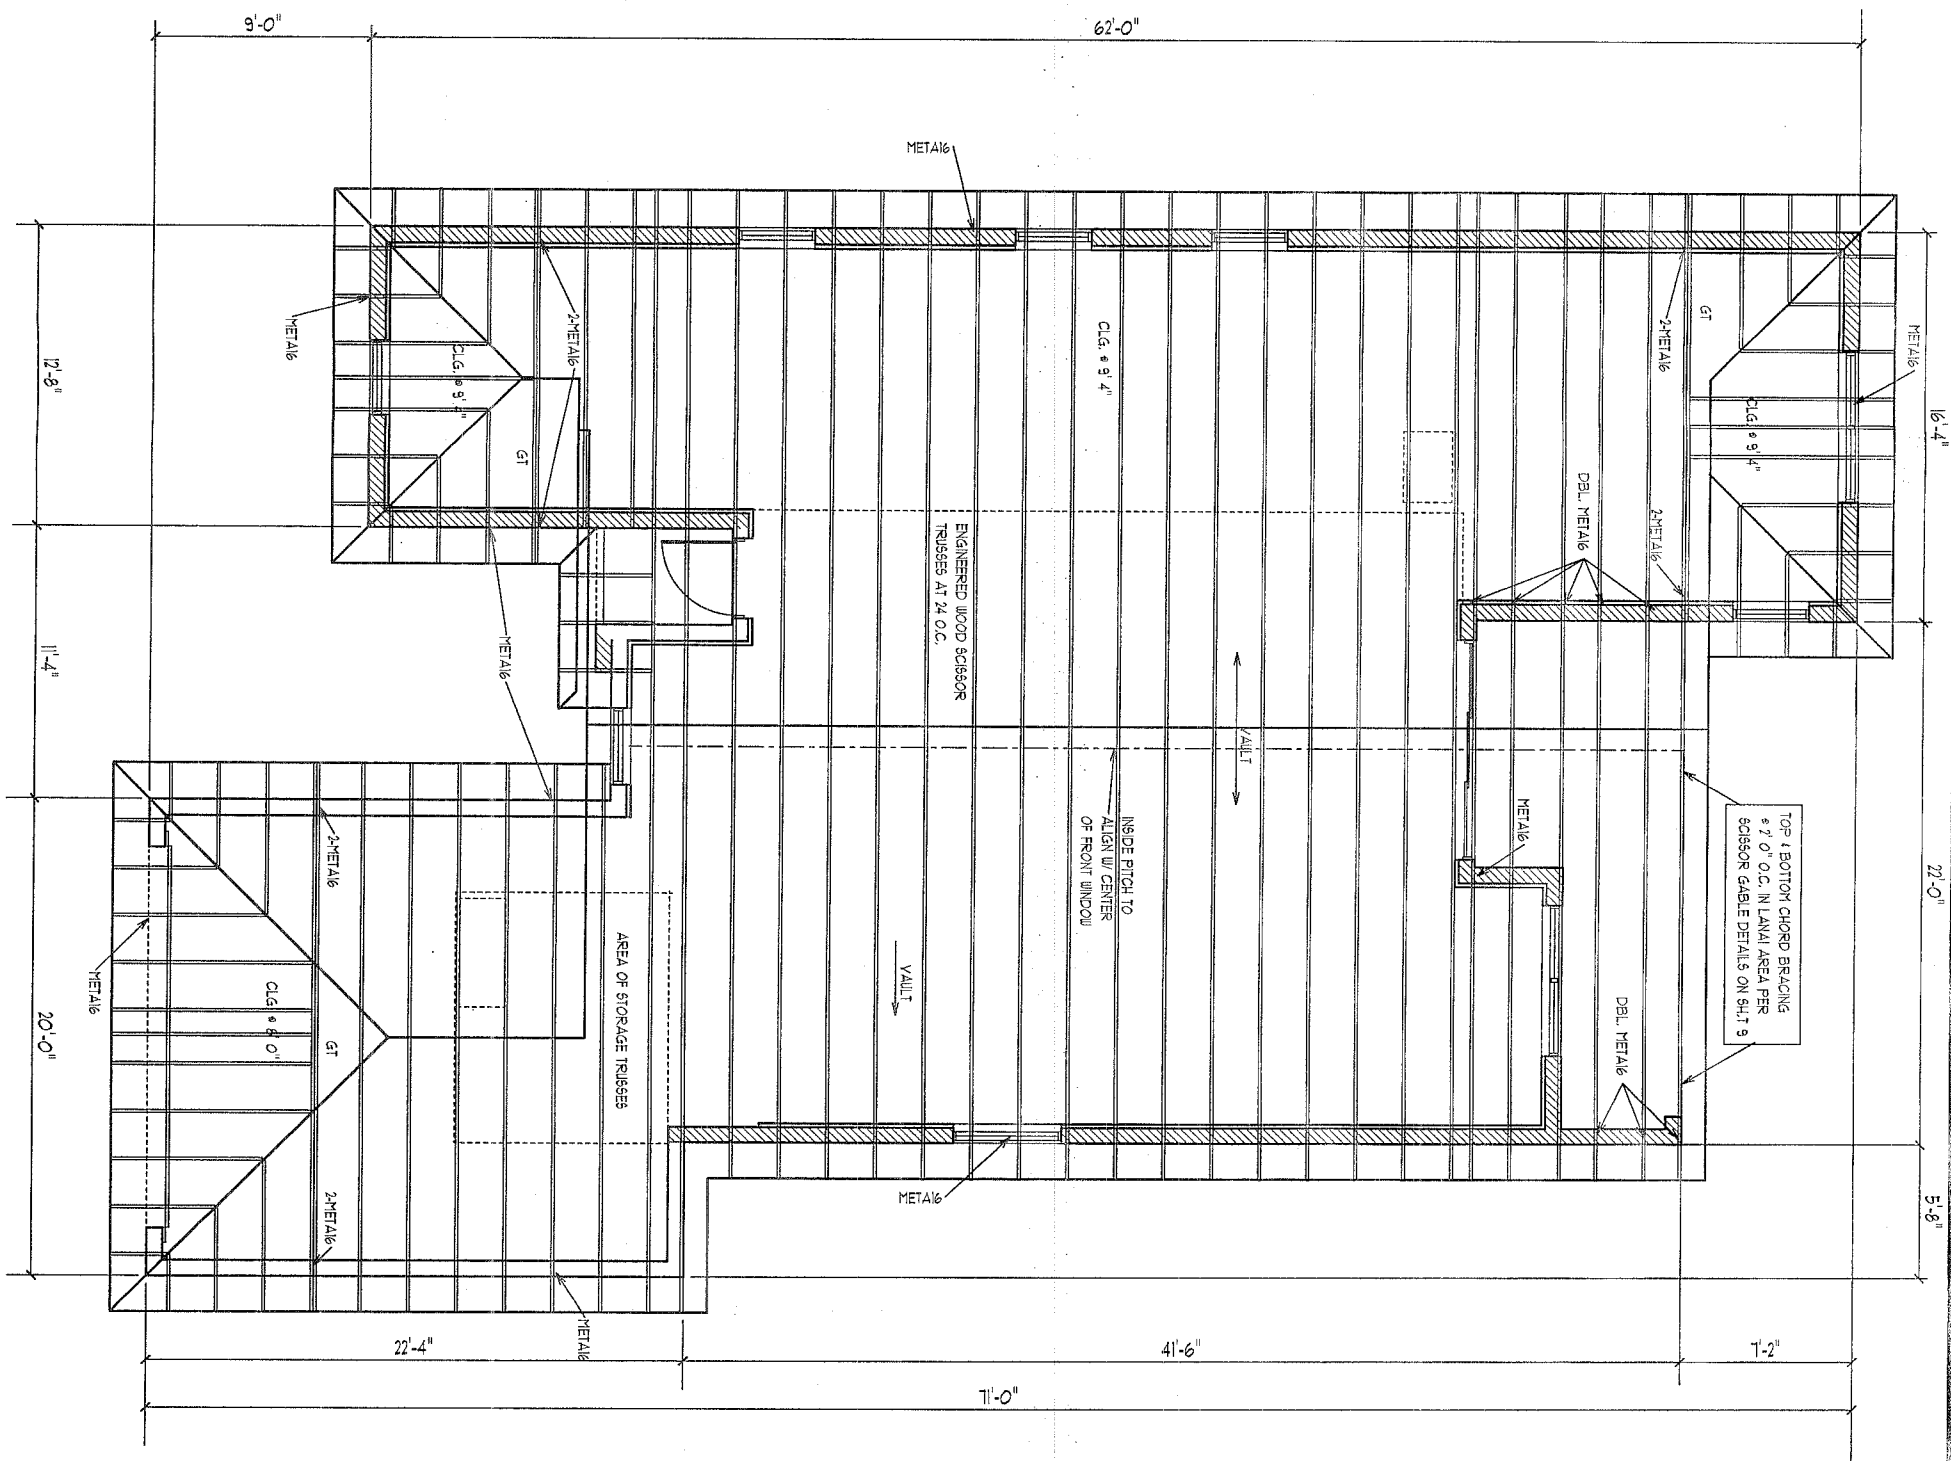 9'-0"
62'-0"
META16
META16
12'-8"
11'-4"
20'-0"
CLG. @ 9' 4"
2-META16
GT
META16
CLG. @ 9' 4"
ENGINEERED WOOD SCISSOR
TRUSSES AT 24 O.C.
GT
2-META16
CLG. @ 9' 4"
META16
16'-4"
DBL. META16
2-META16
VAULT
INSIDE PITCH TO
ALIGN W/ CENTER
OF FRONT WINDOW
META16
TOP & BOTTOM CHORD BRACING
@ 2' 0" O.C. IN LANAI AREA PER
SCISSOR GABLE DETAILS ON SH.T 9
22'-0"
2-META16
META16
CLG @ 8' 0"
GT
AREA OF STORAGE TRUSSES
VAULT
DBL. META16
META16
2-META16
META16
5'-8"
22'-4"
41'-6"
7'-2"
71'-0"